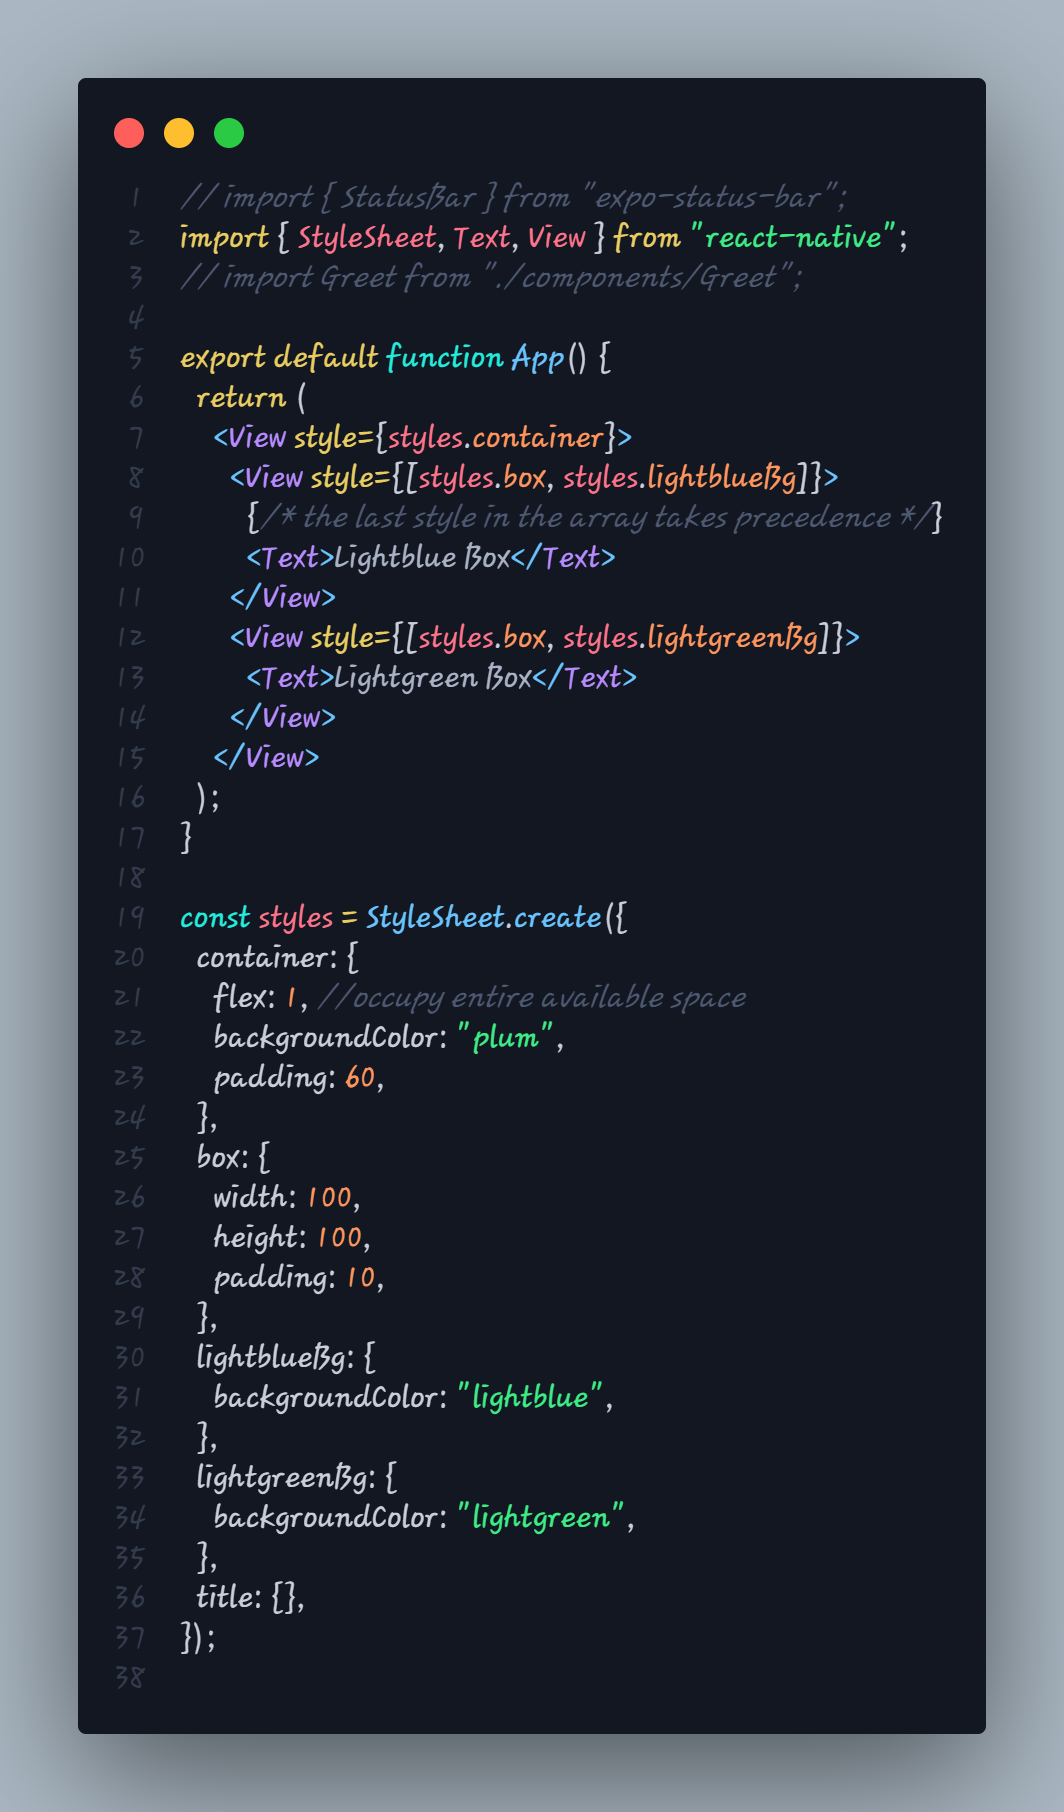 1 // import { StatusBar } from "expo-status-bar";
2 import { StyleSheet, Text, View } from "react-native";
3 // import Greet from "./components/Greet";
4
5 export default function App() {
6   return (
7     <View style={styles.container}>
8       <View style={[styles.box, styles.lightblueBg]}>
9         {/* the last style in the array takes precedence */}
10         <Text>Lightblue Box</Text>
11       </View>
12       <View style={[styles.box, styles.lightgreenBg]}>
13         <Text>Lightgreen Box</Text>
14       </View>
15     </View>
16   );
17 }
18
19 const styles = StyleSheet.create({
20   container: {
21     flex: 1, //occupy entire available space
22     backgroundColor: "plum",
23     padding: 60,
24   },
25   box: {
26     width: 100,
27     height: 100,
28     padding: 10,
29   },
30   lightblueBg: {
31     backgroundColor: "lightblue",
32   },
33   lightgreenBg: {
34     backgroundColor: "lightgreen",
35   },
36   title: {},
37 });
38